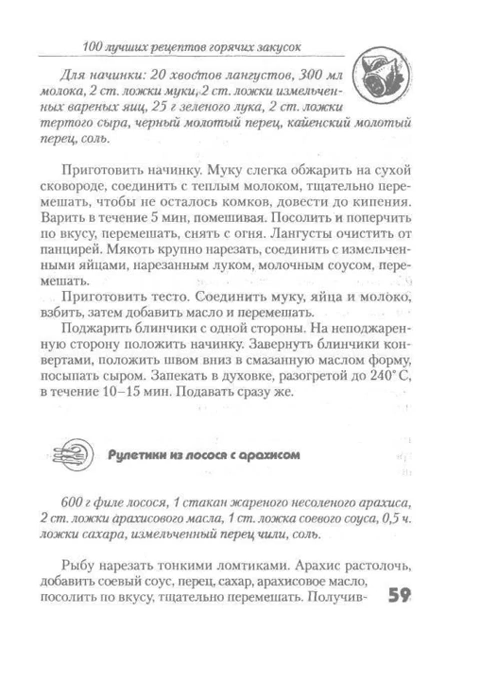 100 лучших рецептов горячих закусок
Для начинки: 20 хвостов лангустов, 300 мл
молока, 2 ст. ложки муки, 2 ст. ложки измельчен-
ных вареных яиц, 25 г зеленого лука, 2 ст. ложки
тертого сыра, черный молотый перец, кайенский молотый
перец, соль.
Приготовить начинку. Муку слегка обжарить на сухой
сковороде, соединить с теплым молоком, тщательно пере-
мешать, чтобы не осталось комков, довести до кипения.
Варить в течение 5 мин, помешивая. Посолить и поперчить
по вкусу, перемешать, снять с огня. Лангусты очистить от
панцирей. Мякоть крупно нарезать, соединить с измельчен-
ными яйцами, нарезанным луком, молочным соусом, пере-
мешать.
Приготовить тесто. Соединить муку, яйца и молоко,
взбить, затем добавить масло и перемешать.
Поджарить блинчики с одной стороны. На неподжарен-
ную сторону положить начинку. Завернуть блинчики кон-
вертами, положить швом вниз в смазанную маслом форму,
посыпать сыром. Запекать в духовке, разогретой до 240° С,
в течение 10–15 мин. Подавать сразу же.
Рулетики из лосося с арахисом
600 г филе лосося, 1 стакан жареного несоленого арахиса,
2 ст. ложки арахисового масла, 1 ст. ложка соевого соуса, 0,5 ч.
ложки сахара, измельченный перец чили, соль.
Рыбу нарезать тонкими ломтиками. Арахис растолочь,
добавить соевый соус, перец, сахар, арахисовое масло,
посолить по вкусу, тщательно перемешать. Получив-
59